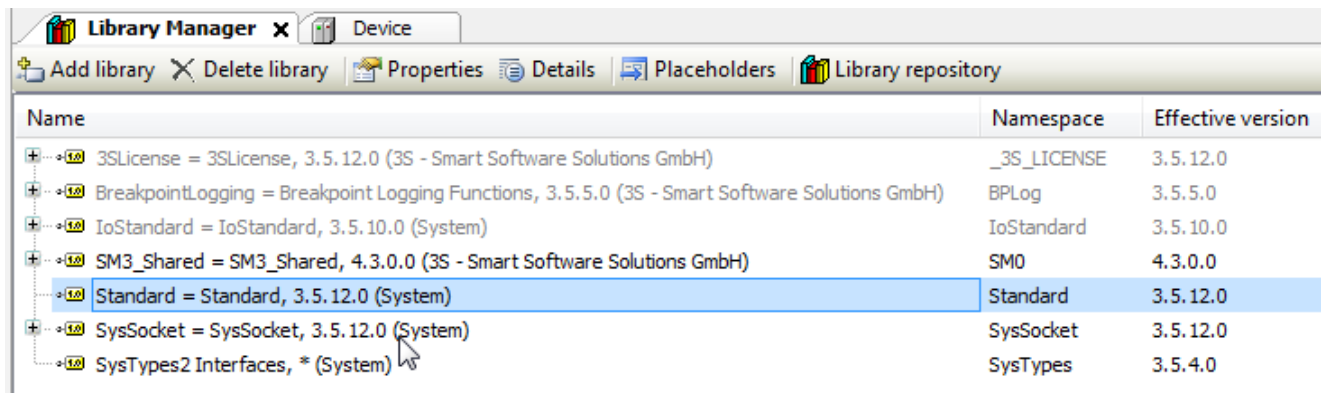 Library Manager X Device
Add library Delete library Properties Details Placeholders Library repository
Name Namespace Effective version
3SLicense = 3SLicense, 3.5.12.0 (3S - Smart Software Solutions GmbH) _3S_LICENSE 3.5.12.0
BreakpointLogging = Breakpoint Logging Functions, 3.5.5.0 (3S - Smart Software Solutions GmbH) BPLog 3.5.5.0
IoStandard = IoStandard, 3.5.10.0 (System) IoStandard 3.5.10.0
SM3_Shared = SM3_Shared, 4.3.0.0 (3S - Smart Software Solutions GmbH) SM0 4.3.0.0
Standard = Standard, 3.5.12.0 (System) Standard 3.5.12.0
SysSocket = SysSocket, 3.5.12.0 (System) SysSocket 3.5.12.0
SysTypes2 Interfaces, * (System) SysTypes 3.5.4.0